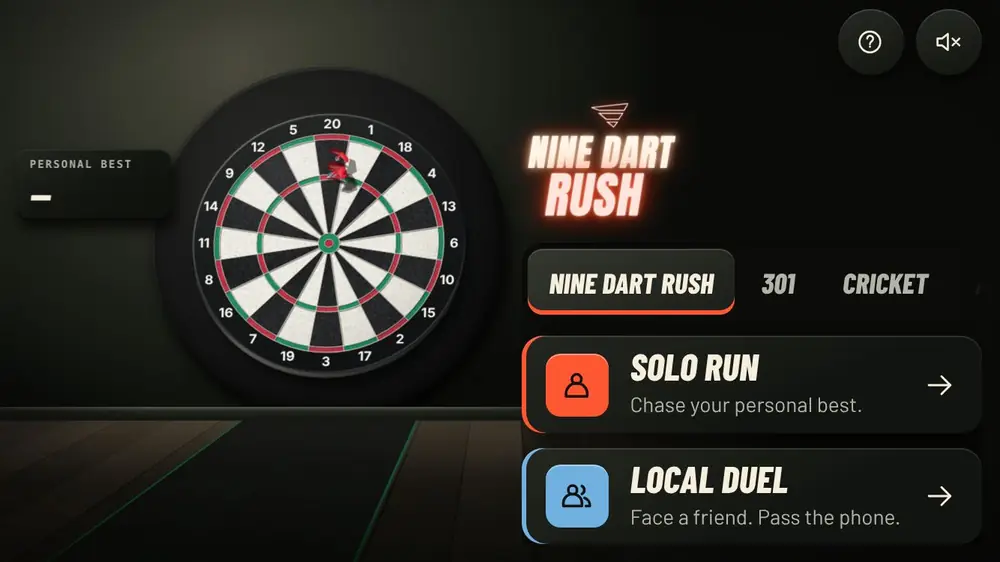 PERSONAL BEST
–
20
1
18
4
13
6
10
15
2
17
3
19
7
16
8
11
14
9
12
5
NINE DART
RUSH
NINE DART RUSH
301
CRICKET
SOLO RUN
Chase your personal best.
LOCAL DUEL
Face a friend. Pass the phone.